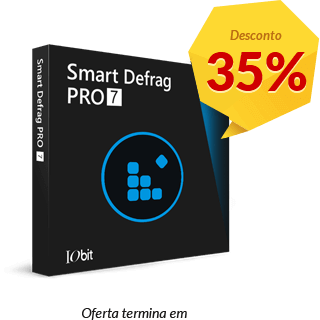 Desconto
35%
Smart Defrag
PRO 7
Smart Defrag PRO 7
IObit
Oferta termina em